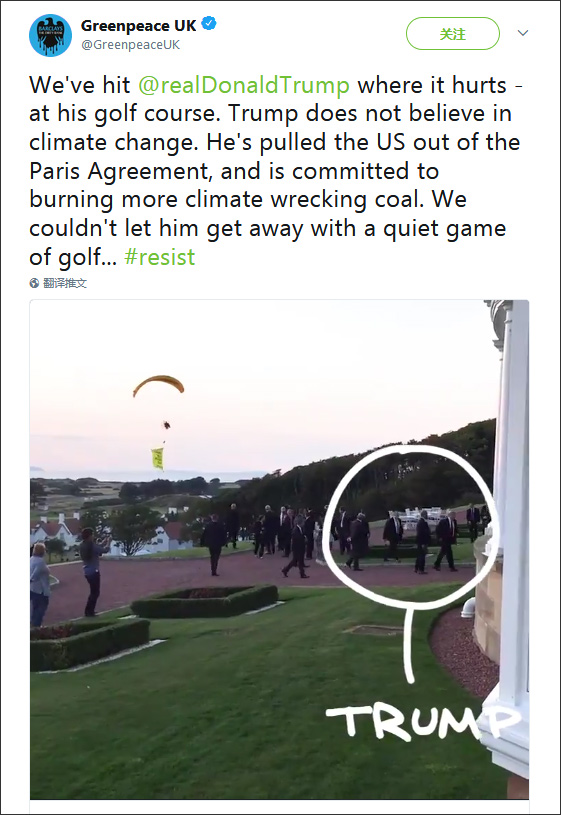 Greenpeace UK
@GreenpeaceUK
关注
We've hit @realDonaldTrump where it hurts -
at his golf course. Trump does not believe in
climate change. He's pulled the US out of the
Paris Agreement, and is committed to
burning more climate wrecking coal. We
couldn't let him get away with a quiet game
of golf... #resist
翻译推文
TRUMP